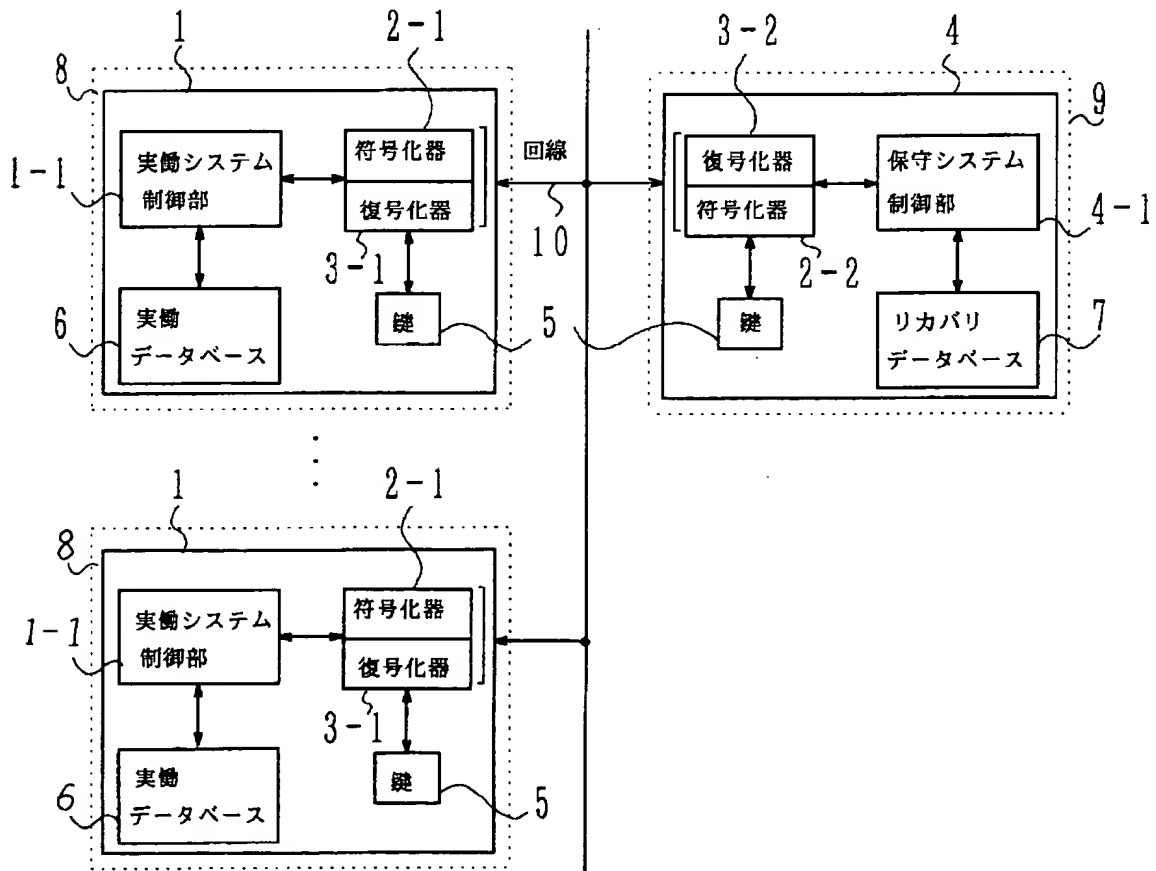 1
2-1
3-2
4
8
9
実働システム
制御部
符号化器
復号化器
回線
復号化器
符号化器
保守システム
制御部
1-1
3-1
10
2-2
4-1
6
実働
データベース
鍵
5
鍵
リカバリ
データベース
7
1
2-1
8
実働システム
制御部
符号化器
復号化器
1-1
3-1
6
実働
データベース
鍵
5